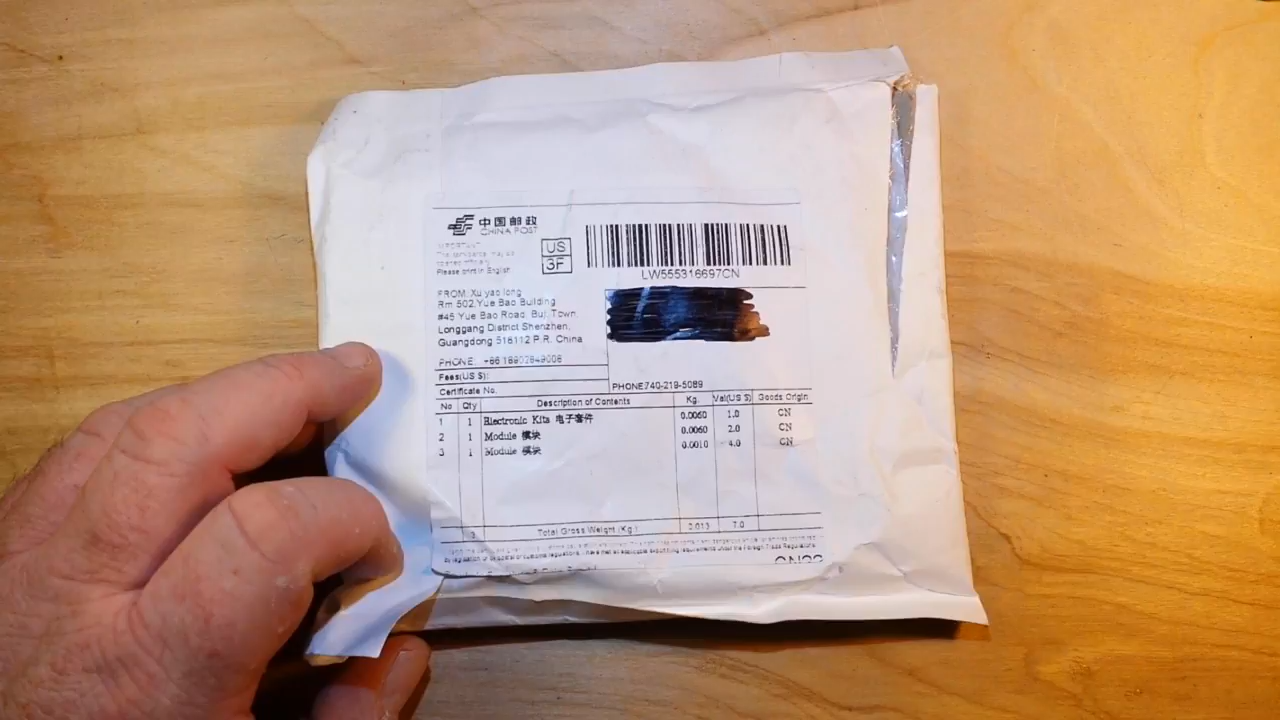 中国邮政
CHINA POST
IMPORTANT:
Please print in English
US
3F
LW555316697CN
FROM: Xu yao long
Rm 502,Yue Bao Building
#45 Yue Bao Road, Buji Town,
Longgang District Shenzhen,
Guangdong 518112 P.R. China
PHONE:
Fees(US $):
Certificate No.
PHONE740-219-5089
No Qty Description of Contents Kg. Val(US $) Goods Origin
1 1 Electronic Kits 电子套件 0.0060 1.0 CN
2 1 Module 模块 0.0060 2.0 CN
3 1 Module 模块 0.0010 4.0 CN
3 Total Gross Weight (Kg.) 0.013 7.0